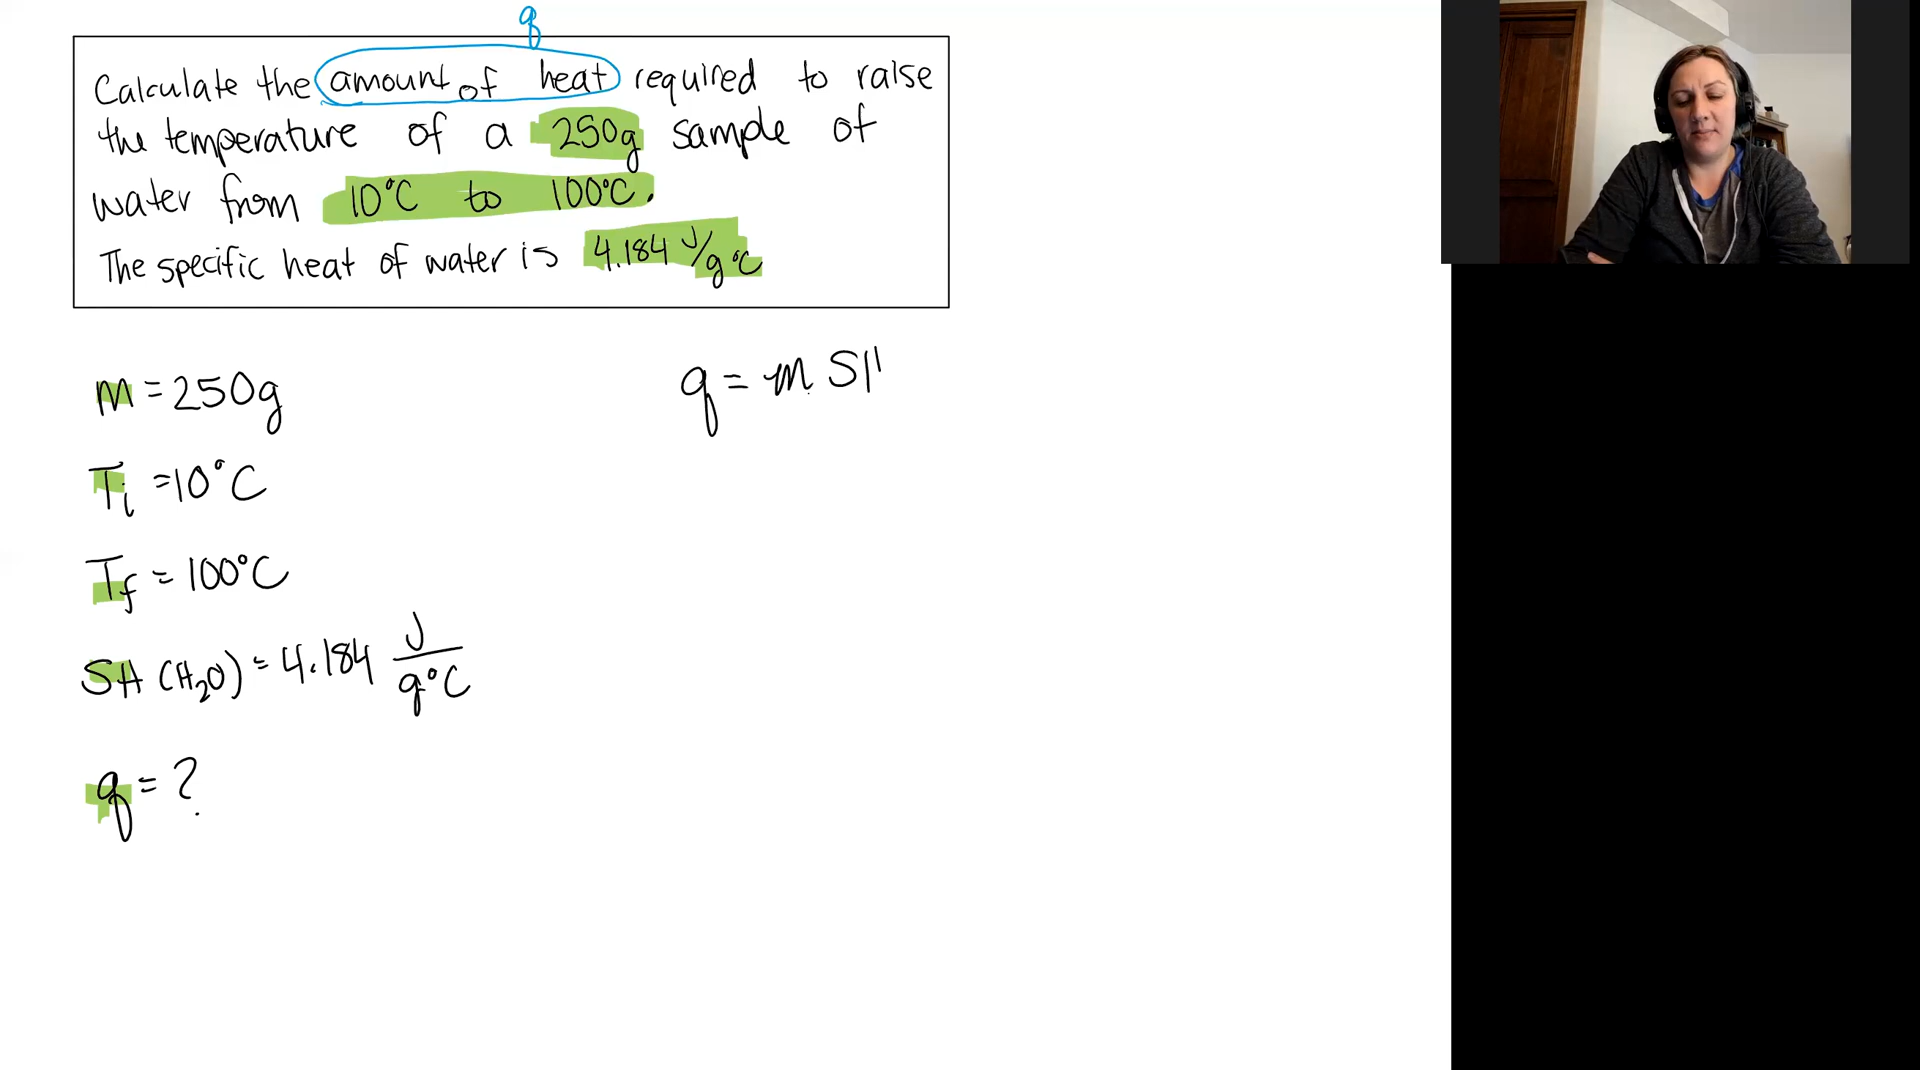 q
Calculate the amount of heat required to raise
the temperature of a 250g sample of
water from 10°C to 100°C.
The specific heat of water is 4.184 J/g°C
m = 250g
q = m SH
Ti = 10°C
Tf = 100°C
SH (H₂O) = 4.184 J/g°C
q = ?